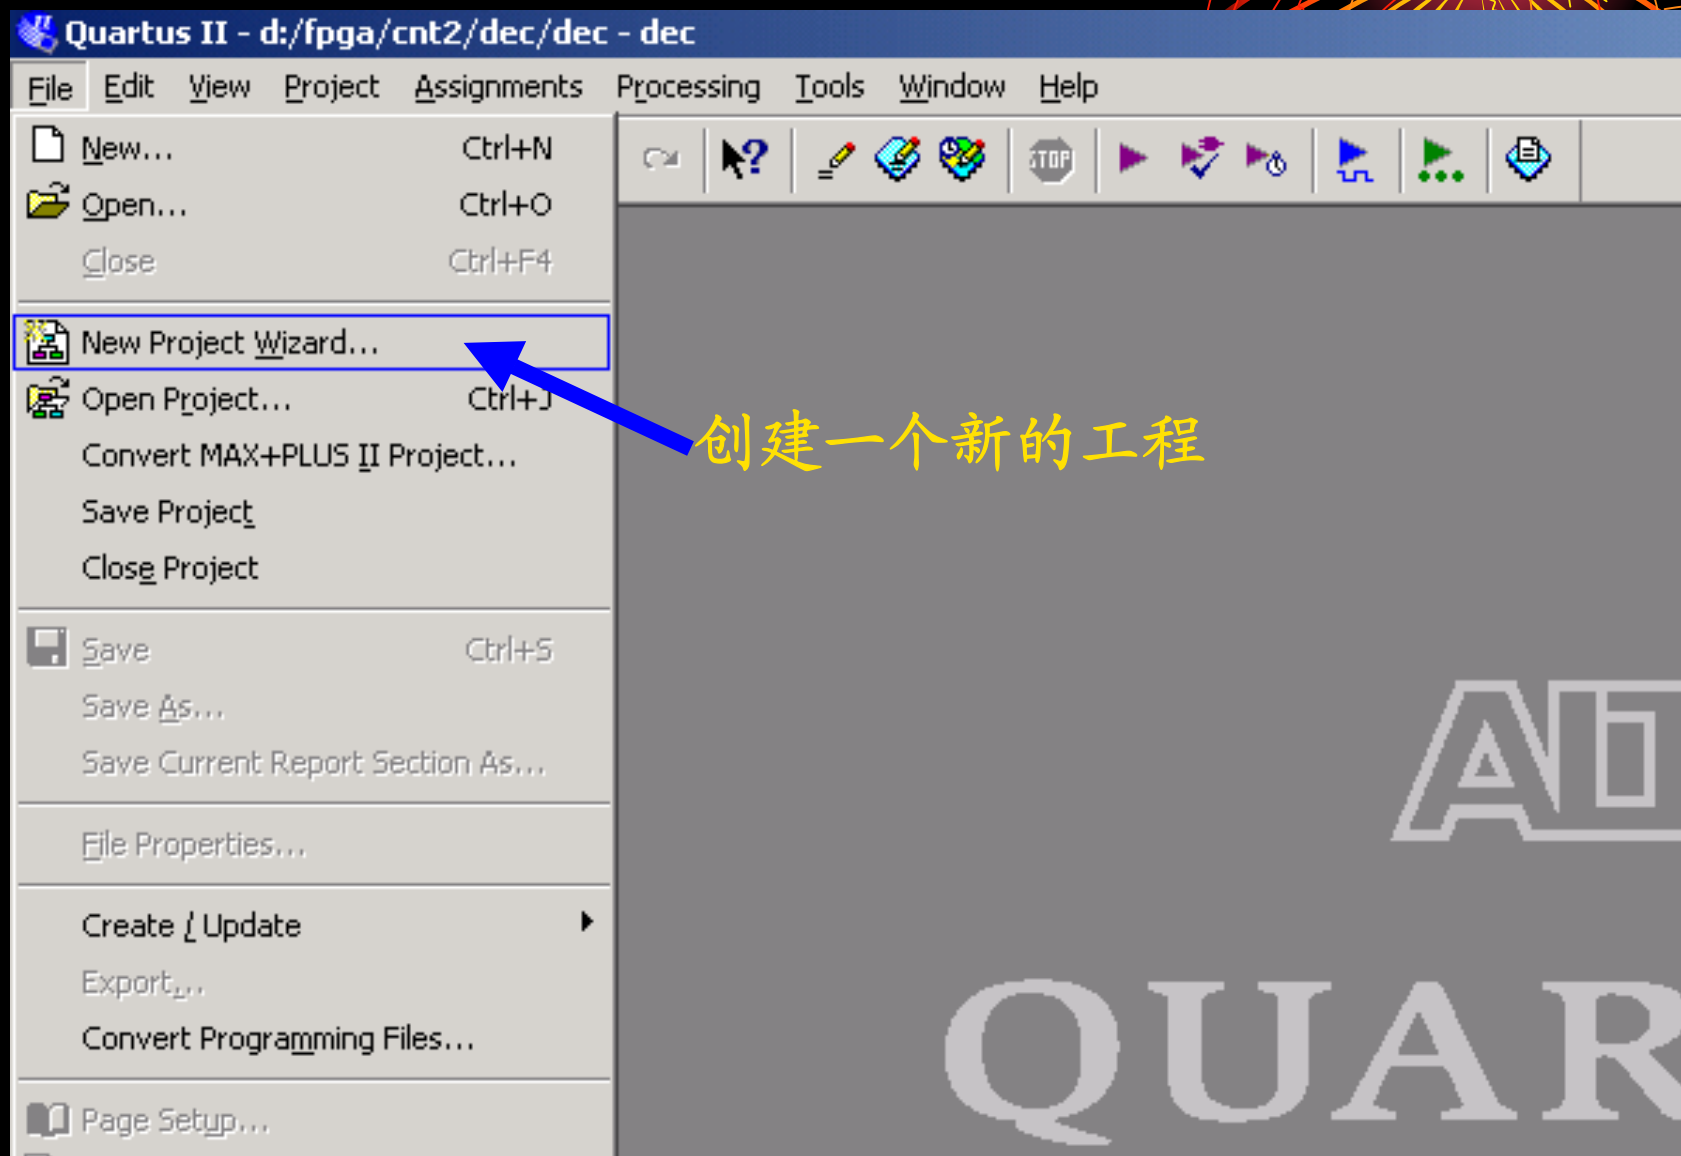 Quartus II - d:/fpga/cnt2/dec/dec - dec
File Edit View Project Assignments Processing Tools Window Help
New... Ctrl+N
Open... Ctrl+O
Close Ctrl+F4
New Project Wizard...
Open Project... Ctrl+J
Convert MAX+PLUS II Project...
Save Project
Close Project
Save Ctrl+S
Save As...
Save Current Report Section As...
File Properties...
Create / Update
Export...
Convert Programming Files...
Page Setup...
STOP
创建一个新的工程
QUAR